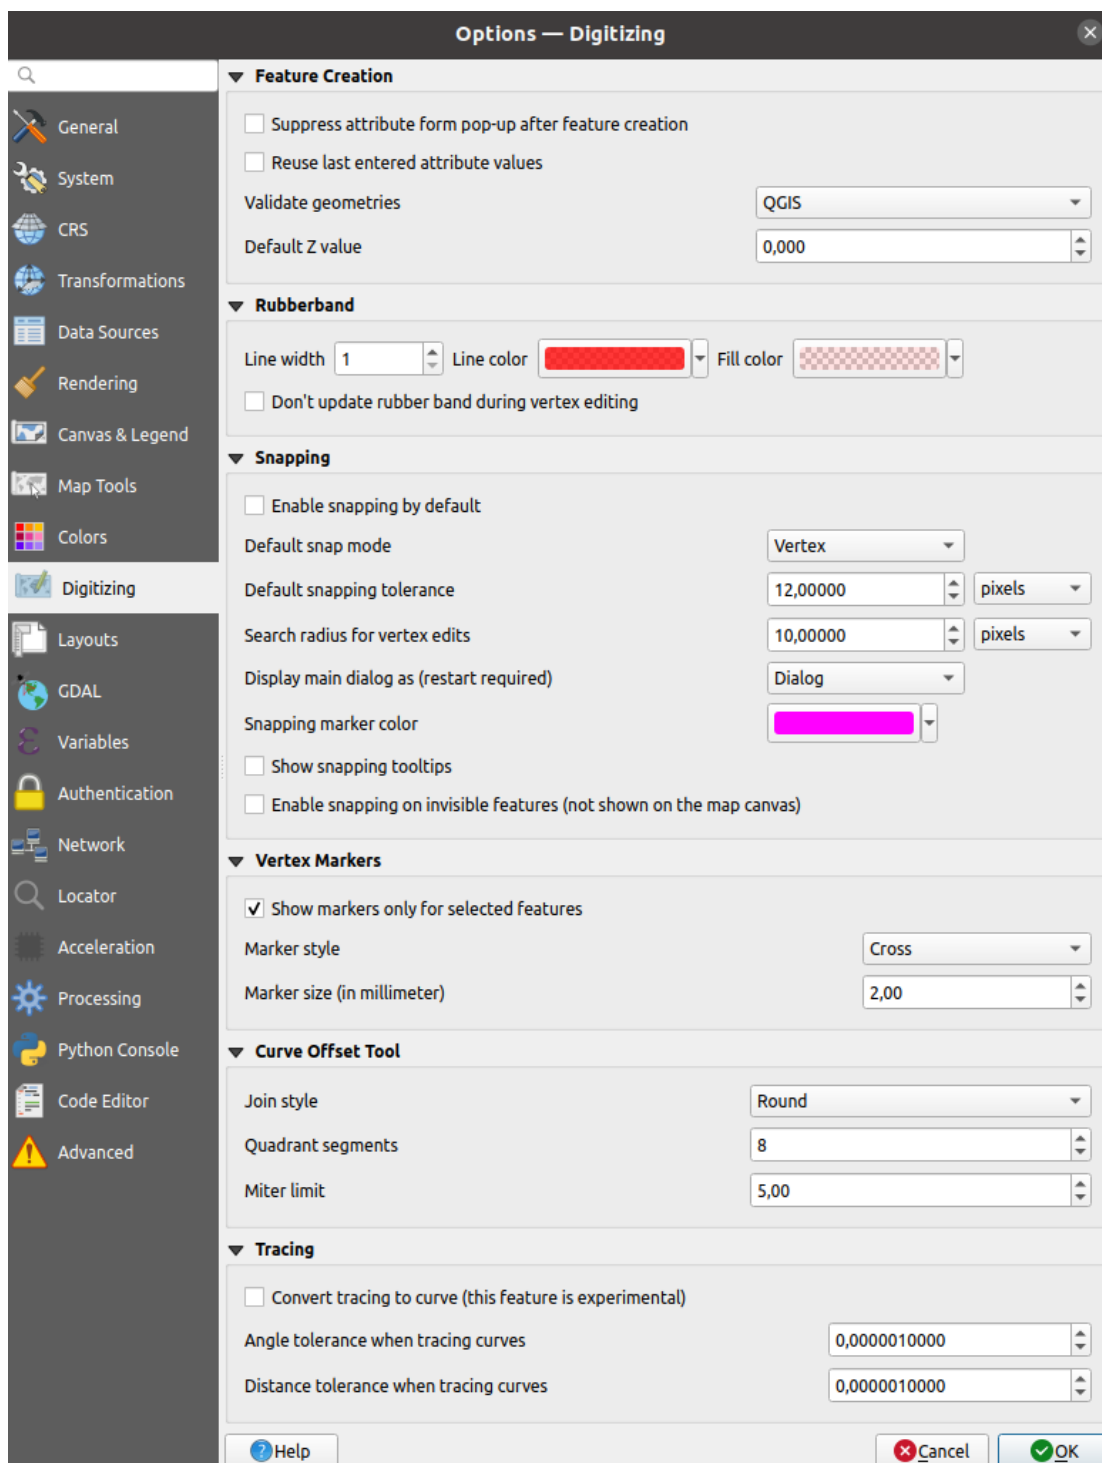 Options — Digitizing
General
System
CRS
Transformations
Data Sources
Rendering
Canvas & Legend
Map Tools
Colors
Digitizing
Layouts
GDAL
Variables
Authentication
Network
Locator
Acceleration
Processing
Python Console
Code Editor
Advanced
Feature Creation
Suppress attribute form pop-up after feature creation
Reuse last entered attribute values
Validate geometries QGIS
Default Z value 0,000
Rubberband
Line width 1 Line color Fill color
Don't update rubber band during vertex editing
Snapping
Enable snapping by default
Default snap mode Vertex
Default snapping tolerance 12,00000 pixels
Search radius for vertex edits 10,00000 pixels
Display main dialog as (restart required) Dialog
Snapping marker color
Show snapping tooltips
Enable snapping on invisible features (not shown on the map canvas)
Vertex Markers
Show markers only for selected features
Marker style Cross
Marker size (in millimeter) 2,00
Curve Offset Tool
Join style Round
Quadrant segments 8
Miter limit 5,00
Tracing
Convert tracing to curve (this feature is experimental)
Angle tolerance when tracing curves 0,0000010000
Distance tolerance when tracing curves 0,0000010000
Help Cancel OK